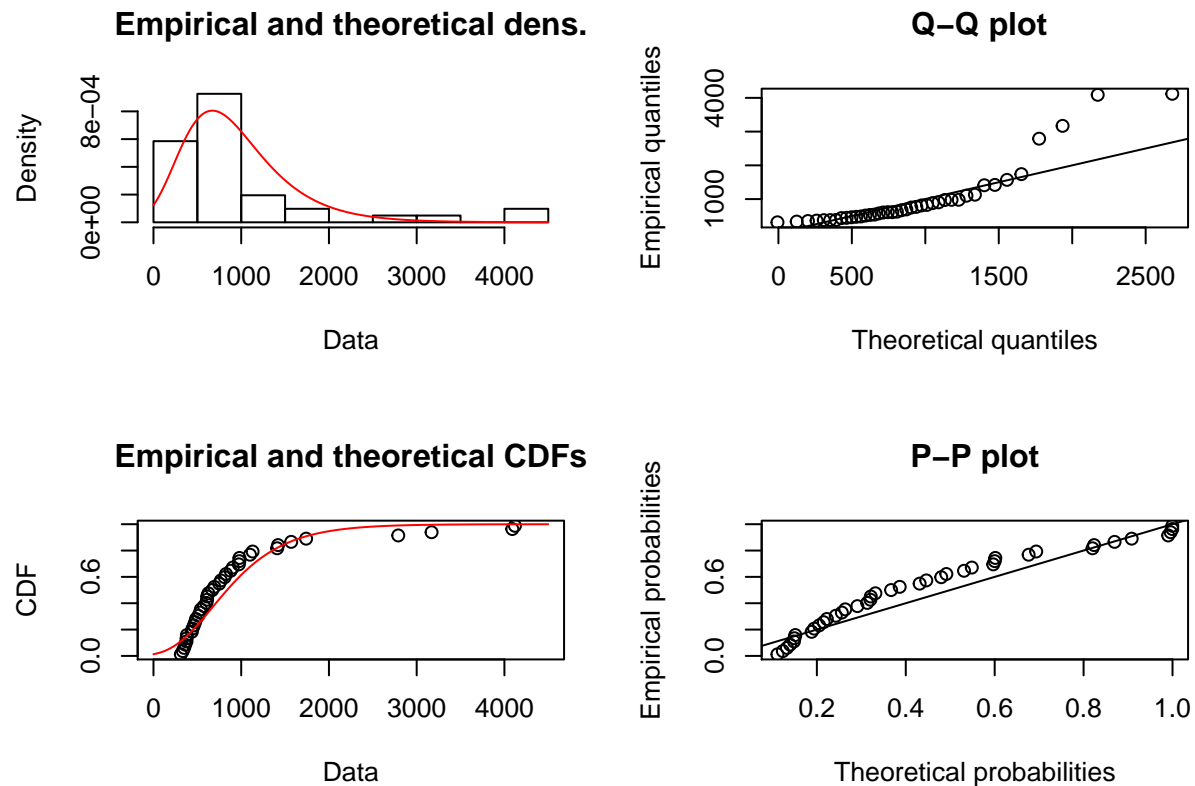 Empirical and theoretical dens.
Density
0e+00
8e−04
0 1000 2000 3000 4000
Data
Q−Q plot
Empirical quantiles
1000
4000
0 500 1500 2500
Theoretical quantiles
Empirical and theoretical CDFs
CDF
0.0
0.6
0 1000 2000 3000 4000
Data
P−P plot
Empirical probabilities
0.0
0.6
0.2 0.4 0.6 0.8 1.0
Theoretical probabilities